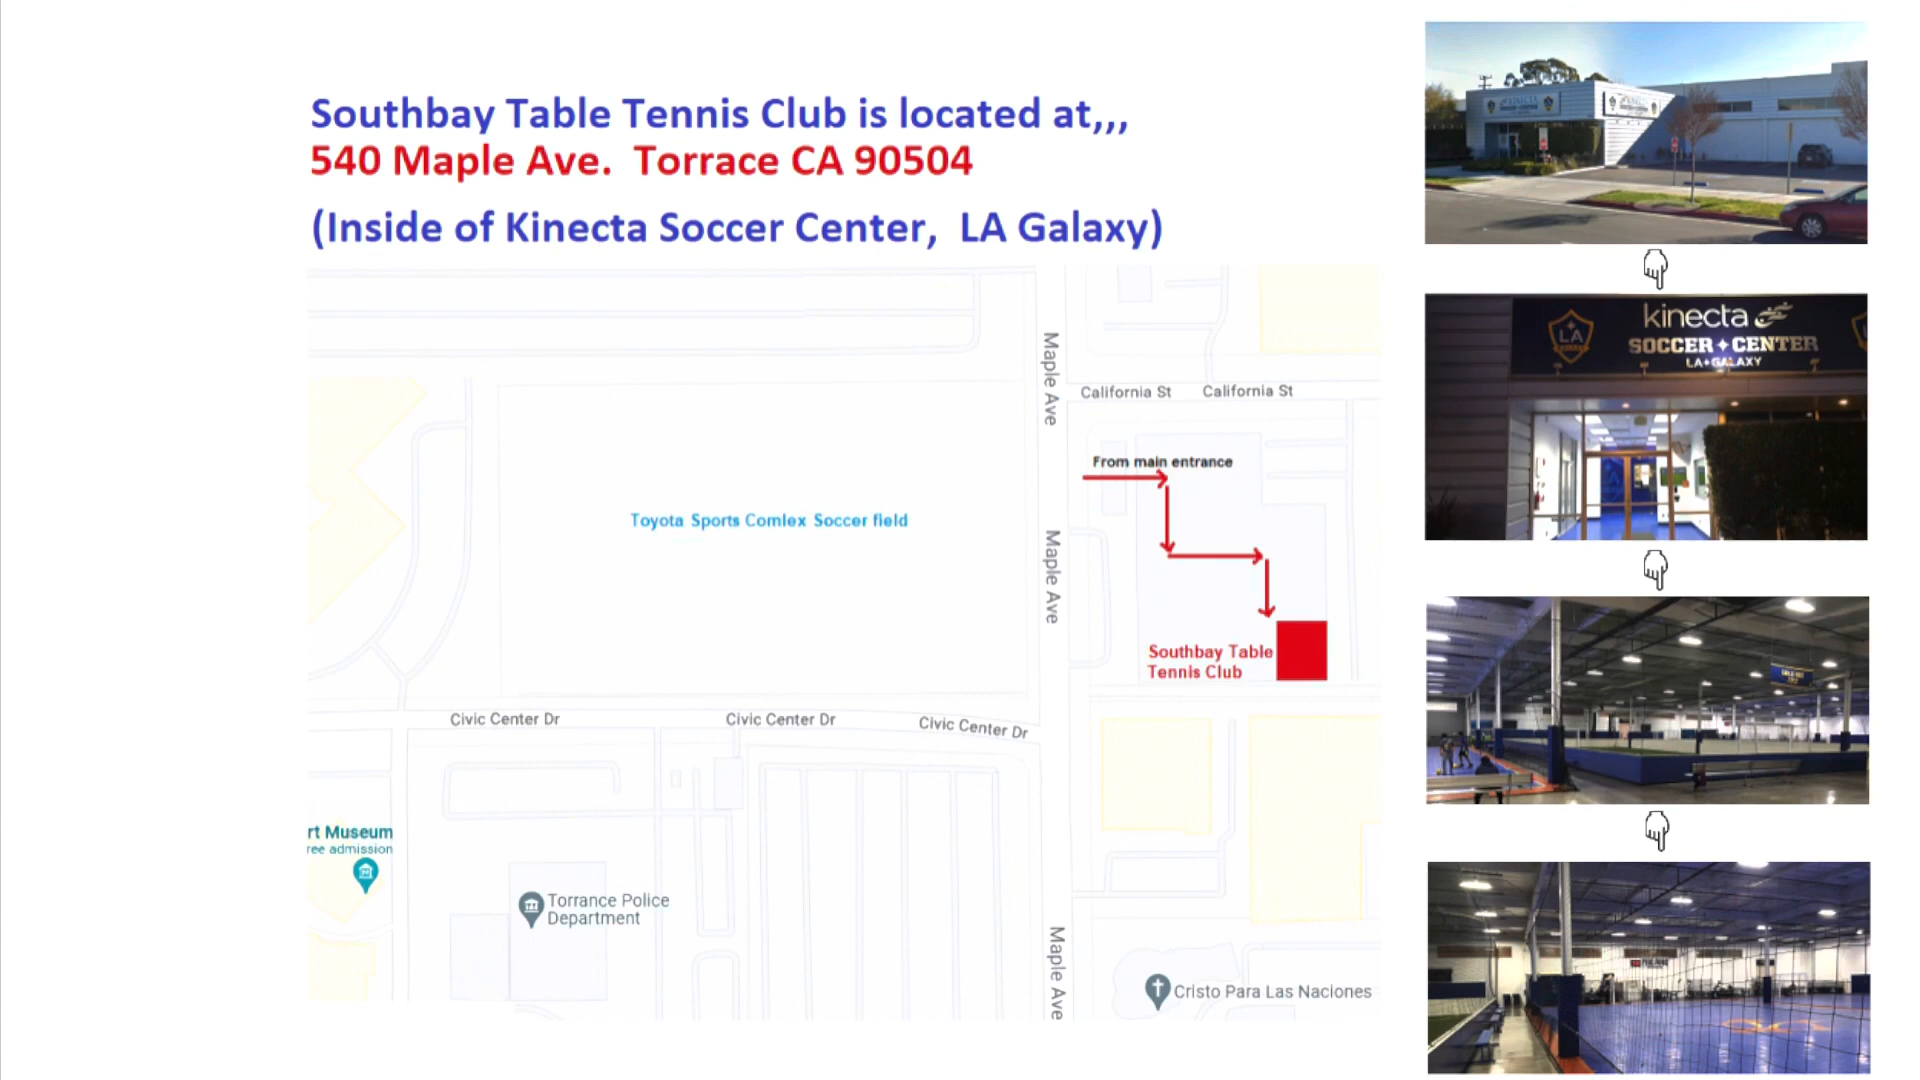 Southbay Table Tennis Club is located at,,,
540 Maple Ave. Torrace CA 90504
(Inside of Kinecta Soccer Center, LA Galaxy)
Maple Ave
California St California St
From main entrance
Toyota Sports Comlex Soccer field
Maple Ave
Southbay Table
Tennis Club
Civic Center Dr Civic Center Dr Civic Center Dr
rt Museum
ree admission
Torrance Police
Department
Maple Ave
Cristo Para Las Naciones
KINECTA
kinecta
LA
SOCCER CENTER
LA GALAXY